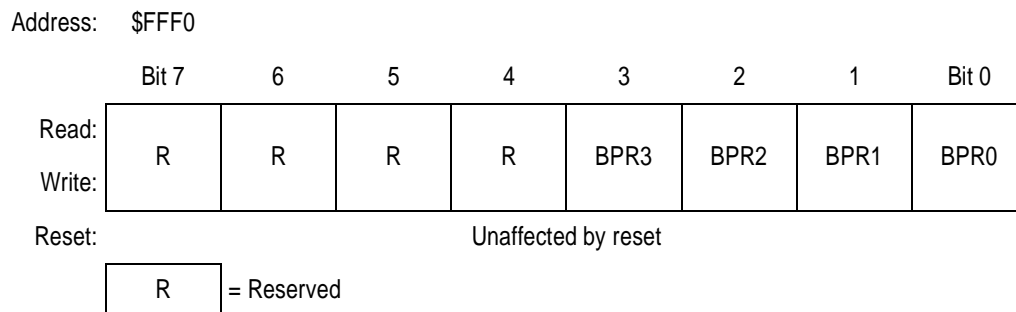 Address: $FFF0
Bit 7 6 5 4 3 2 1 Bit 0
Read:
R R R R BPR3 BPR2 BPR1 BPR0
Write:
Reset: Unaffected by reset
R = Reserved